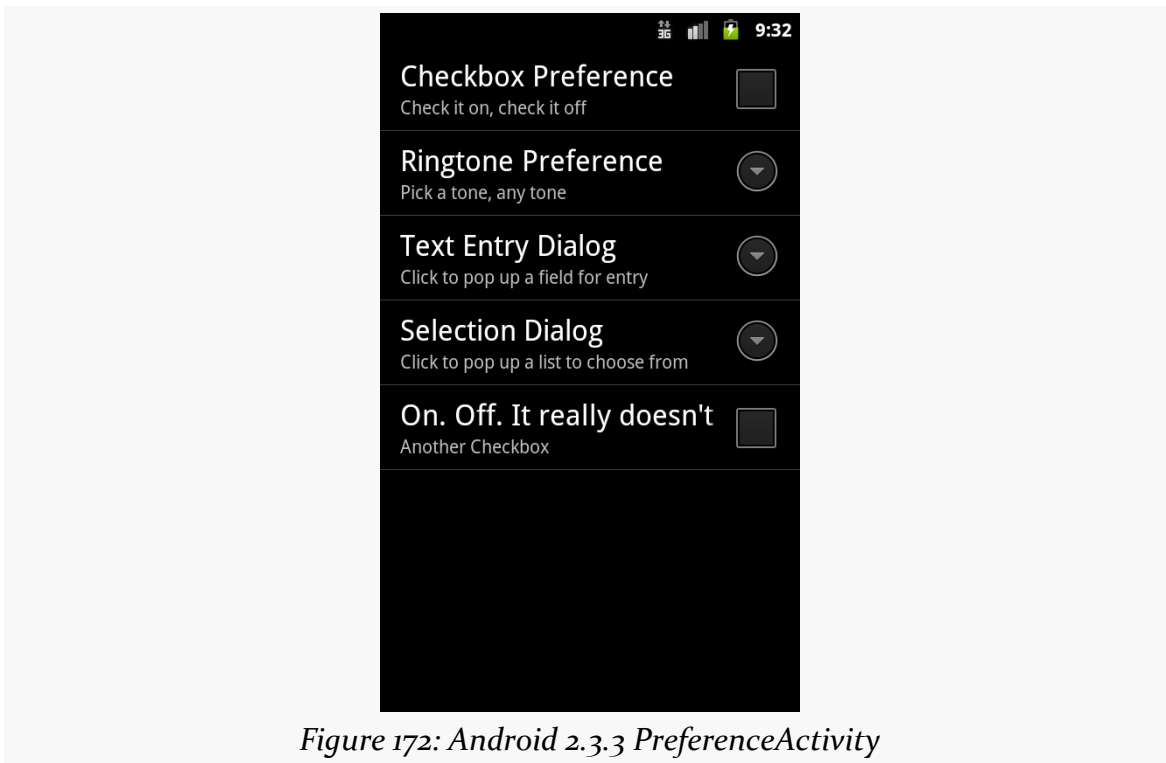 3G 9:32
Checkbox Preference
Check it on, check it off
Ringtone Preference
Pick a tone, any tone
Text Entry Dialog
Click to pop up a field for entry
Selection Dialog
Click to pop up a list to choose from
On. Off. It really doesn't
Another Checkbox
Figure 172: Android 2.3.3 PreferenceActivity